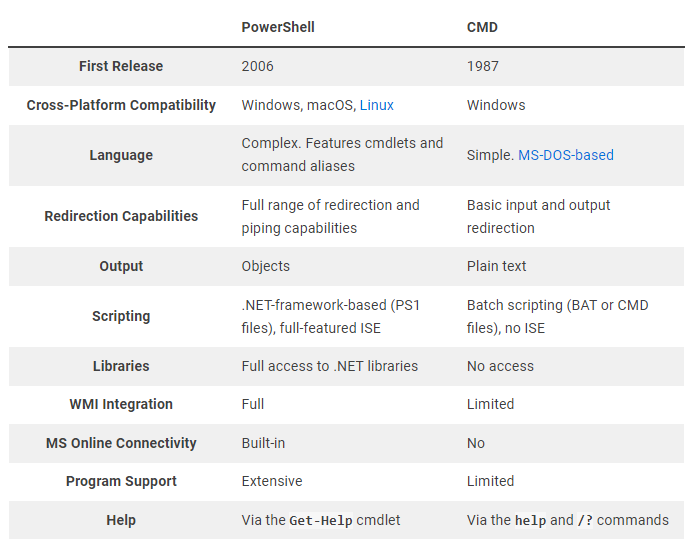 PowerShell CMD
First Release 2006 1987
Cross-Platform Compatibility Windows, macOS, Linux Windows
Language Complex. Features cmdlets and
command aliases Simple. MS-DOS-based
Redirection Capabilities Full range of redirection and
piping capabilities Basic input and output
redirection
Output Objects Plain text
Scripting .NET-framework-based (PS1
files), full-featured ISE Batch scripting (BAT or CMD
files), no ISE
Libraries Full access to .NET libraries No access
WMI Integration Full Limited
MS Online Connectivity Built-in No
Program Support Extensive Limited
Help Via the Get-Help cmdlet Via the help and /? commands